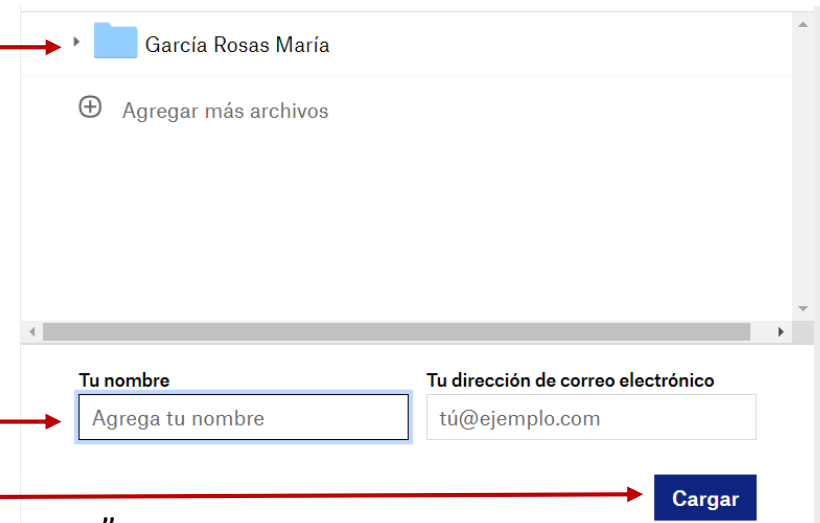 García Rosas María
Agregar más archivos
Tu nombre Tu dirección de correo electrónico
Agrega tu nombre tú@ejemplo.com
Cargar
”